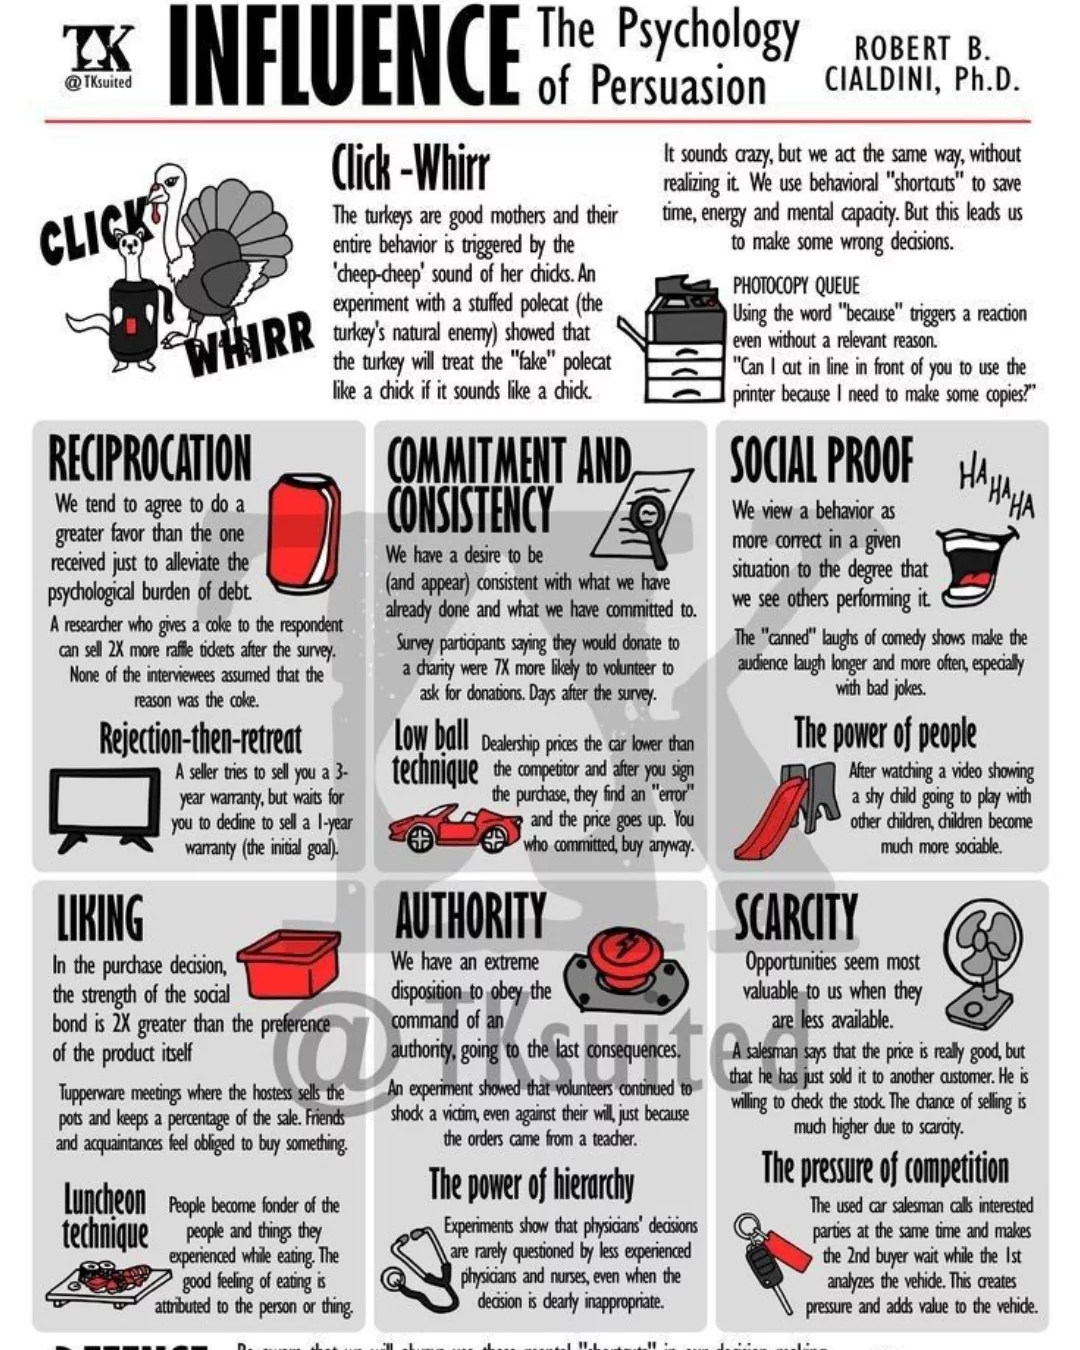 TK
@TKsuited
INFLUENCE
The Psychology
of Persuasion
ROBERT B.
CIALDINI, Ph.D.
CLICK
WHIRR
Click -Whirr
The turkeys are good mothers and their
entire behavior is triggered by the
'cheep-cheep' sound of her chicks. An
experiment with a stuffed polecat (the
turkey's natural enemy) showed that
the turkey will treat the "fake" polecat
like a chick if it sounds like a chick.
It sounds crazy, but we act the same way, without
realizing it. We use behavioral "shortcuts" to save
time, energy and mental capacity. But this leads us
to make some wrong decisions.
PHOTOCOPY QUEUE
Using the word "because" triggers a reaction
even without a relevant reason.
"Can I cut in line in front of you to use the
printer because I need to make some copies?"
RECIPROCATION
We tend to agree to do a
greater favor than the one
received just to alleviate the
psychological burden of debt.
A researcher who gives a coke to the respondent
can sell 2X more raffle tickets after the survey.
None of the interviewees assumed that the
reason was the coke.
Rejection-then-retreat
A seller tries to sell you a 3-
year warranty, but waits for
you to decline to sell a 1-year
warranty (the initial goal).
COMMITMENT AND
CONSISTENCY
We have a desire to be
(and appear) consistent with what we have
already done and what we have committed to.
Survey participants saying they would donate to
a charity were 7X more likely to volunteer to
ask for donations. Days after the survey.
Low ball
technique
Dealership prices the car lower than
the competitor and after you sign
the purchase, they find an "error"
and the price goes up. You
who committed, buy anyway.
SOCIAL PROOF
HA
HA
HA
We view a behavior as
more correct in a given
situation to the degree that
we see others performing it.
The "canned" laughs of comedy shows make the
audience laugh longer and more often, especially
with bad jokes.
The power of people
After watching a video showing
a shy child going to play with
other children, children become
much more sociable.
LIKING
In the purchase decision,
the strength of the social
bond is 2X greater than the preference
of the product itself
Tupperware meetings where the hostess sells the
pots and keeps a percentage of the sale. Friends
and acquaintances feel obliged to buy something.
Luncheon
technique
People become fonder of the
people and things they
experienced while eating. The
good feeling of eating is
attributed to the person or thing.
AUTHORITY
We have an extreme
disposition to obey the
command of an
authority, going to the last consequences.
An experiment showed that volunteers continued to
shock a victim, even against their will, just because
the orders came from a teacher.
The power of hierarchy
Experiments show that physicians' decisions
are rarely questioned by less experienced
physicians and nurses, even when the
decision is clearly inappropriate.
SCARCITY
Opportunities seem most
valuable to us when they
are less available.
A salesman says that the price is really good, but
that he has just sold it to another customer. He is
willing to check the stock. The chance of selling is
much higher due to scarcity.
The pressure of competition
The used car salesman calls interested
parties at the same time and makes
the 2nd buyer wait while the 1st
analyzes the vehicle. This creates
pressure and adds value to the vehicle.
TK
@TKsuited